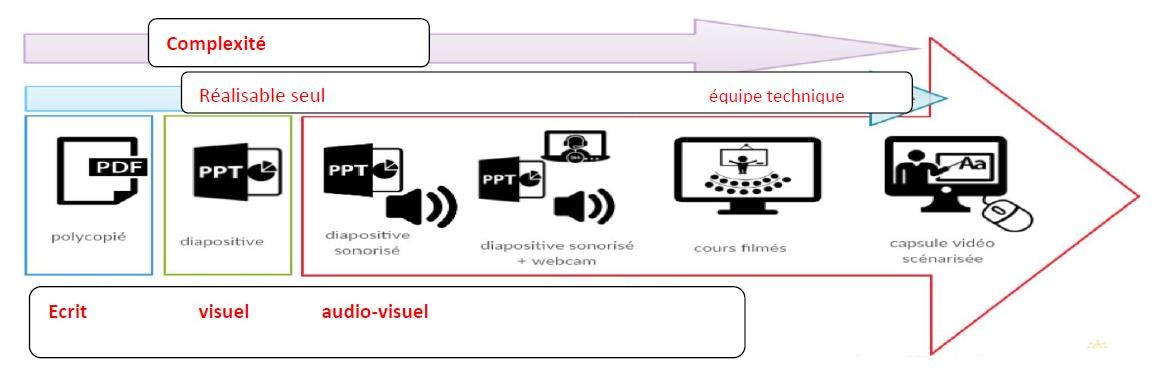 Complexité
Réalisable seul équipe technique
PDF
PPT
PPT
PPT
Aa
polycopié
diapositive
diapositive
sonorisé
diapositive sonorisé
+ webcam
cours filmés
capsule vidéo
scénarisée
Ecrit visuel audio-visuel